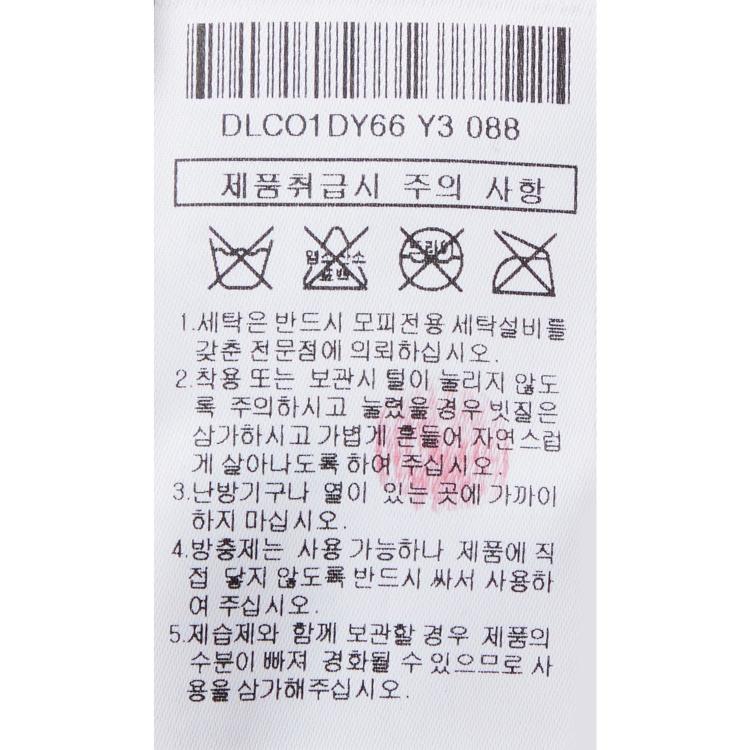 DLCO1DY66 Y3 088
제품취급시 주의 사항
염소산소 드라이
표백
1.세탁은 반드시 모피전용 세탁설비를
갖춘 전문점에 의뢰하십시오.
2.착용 또는 보관시 털이 눌리지 않도
록 주의하시고 눌렸을 경우 빗질은
삼가하시고 가볍게 흔들어 자연스럽
게 살아나도록 하여 주십시오.
3.난방기구나 열이 있는 곳에 가까이
하지 마십시오.
4.방충제는 사용 가능하나 제품에 직
접 닿지 않도록 반드시 싸서 사용하
여 주십시오.
5.제습제와 함께 보관할 경우 제품의
수분이 빠져 경화될 수 있으므로 사
용을 삼가해주십시오.